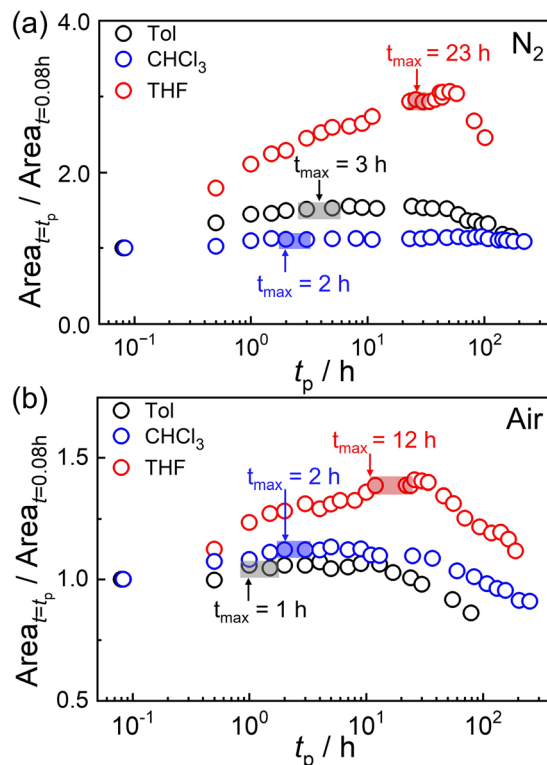 (a)
Tol
CHCl₃
THF
N₂
tmax = 23 h
tmax = 3 h
tmax = 2 h
4.0
2.0
0.0
Areat=tp / Areat=0.08h
10⁻¹ 10⁰ 10¹ 10²
tp / h
(b)
Tol
CHCl₃
THF
Air
tmax = 12 h
tmax = 2 h
tmax = 1 h
1.5
1.0
0.5
Areat=tp / Areat=0.08h
10⁻¹ 10⁰ 10¹ 10²
tp / h